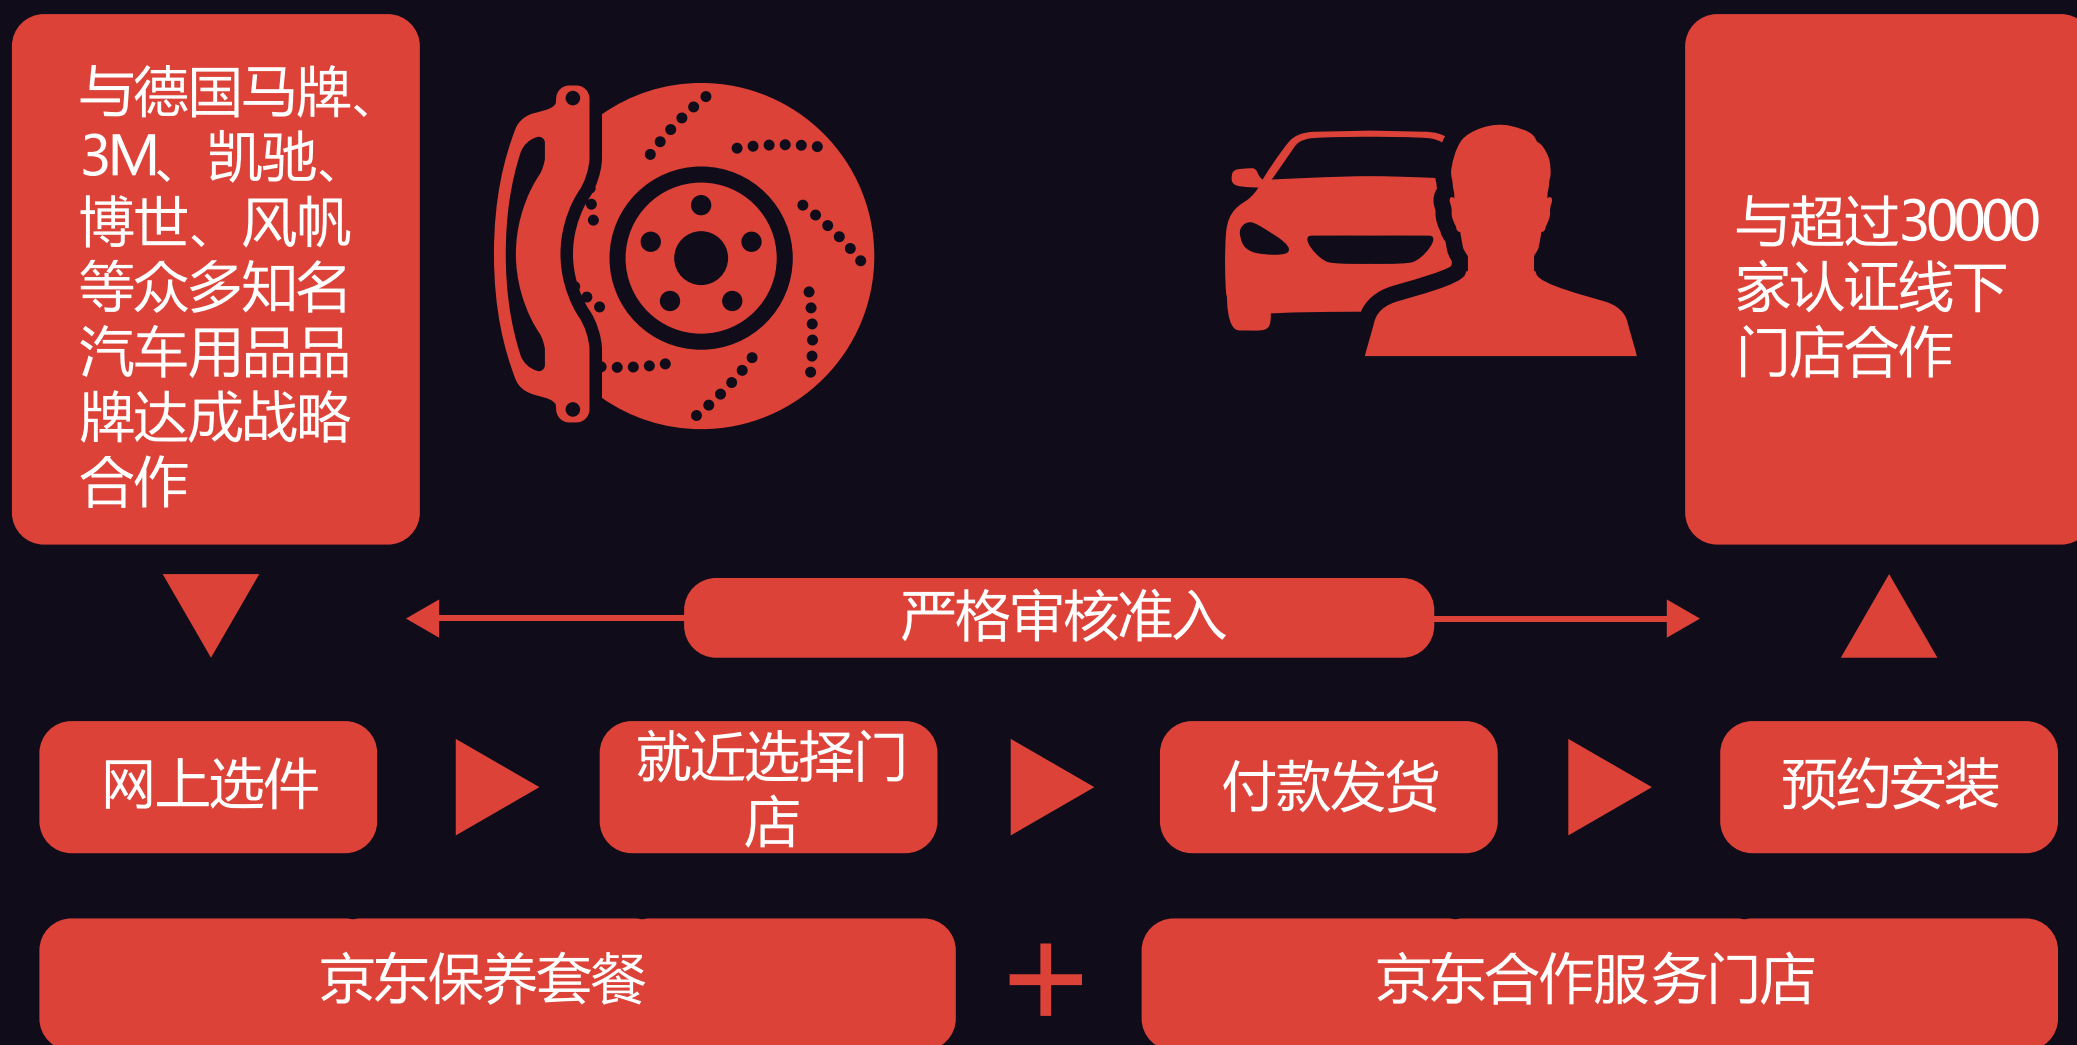 与德国马牌、
3M、凯驰、
博世、风帆
等众多知名
汽车用品品
牌达成战略
合作
与超过30000
家认证线下
门店合作
严格审核准入
网上选件
就近选择门
店
付款发货
预约安装
京东保养套餐
+
京东合作服务门店